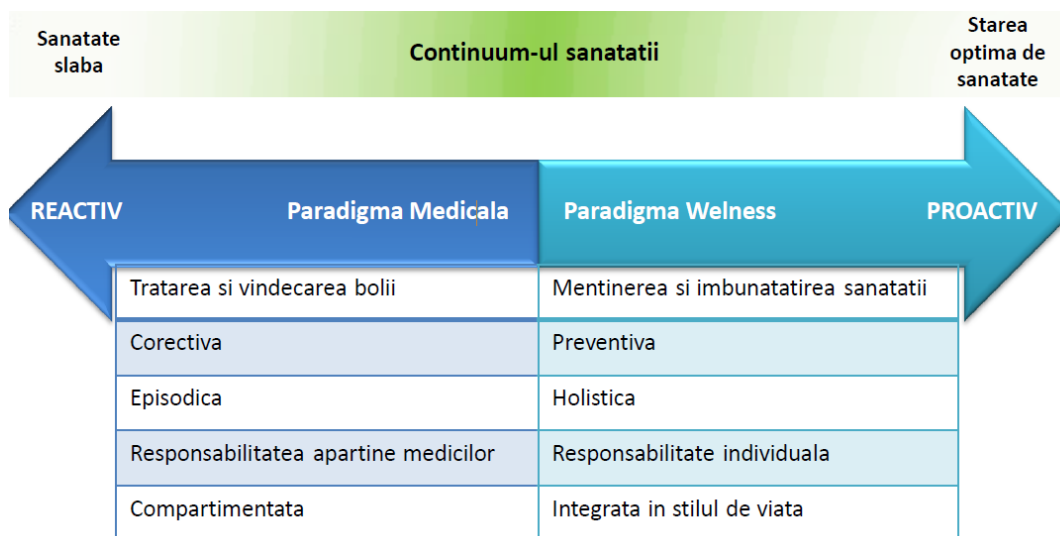 Sanatate
slaba
Continuum-ul sanatatii
Starea
optima de
sanatate
REACTIV
Paradigma Medicala
Paradigma Welness
PROACTIV
Tratarea si vindecarea bolii
Mentinerea si imbunatatirea sanatatii
Corectiva
Preventiva
Episodica
Holistica
Responsabilitatea apartine medicilor
Responsabilitate individuala
Compartimentata
Integrata in stilul de viata